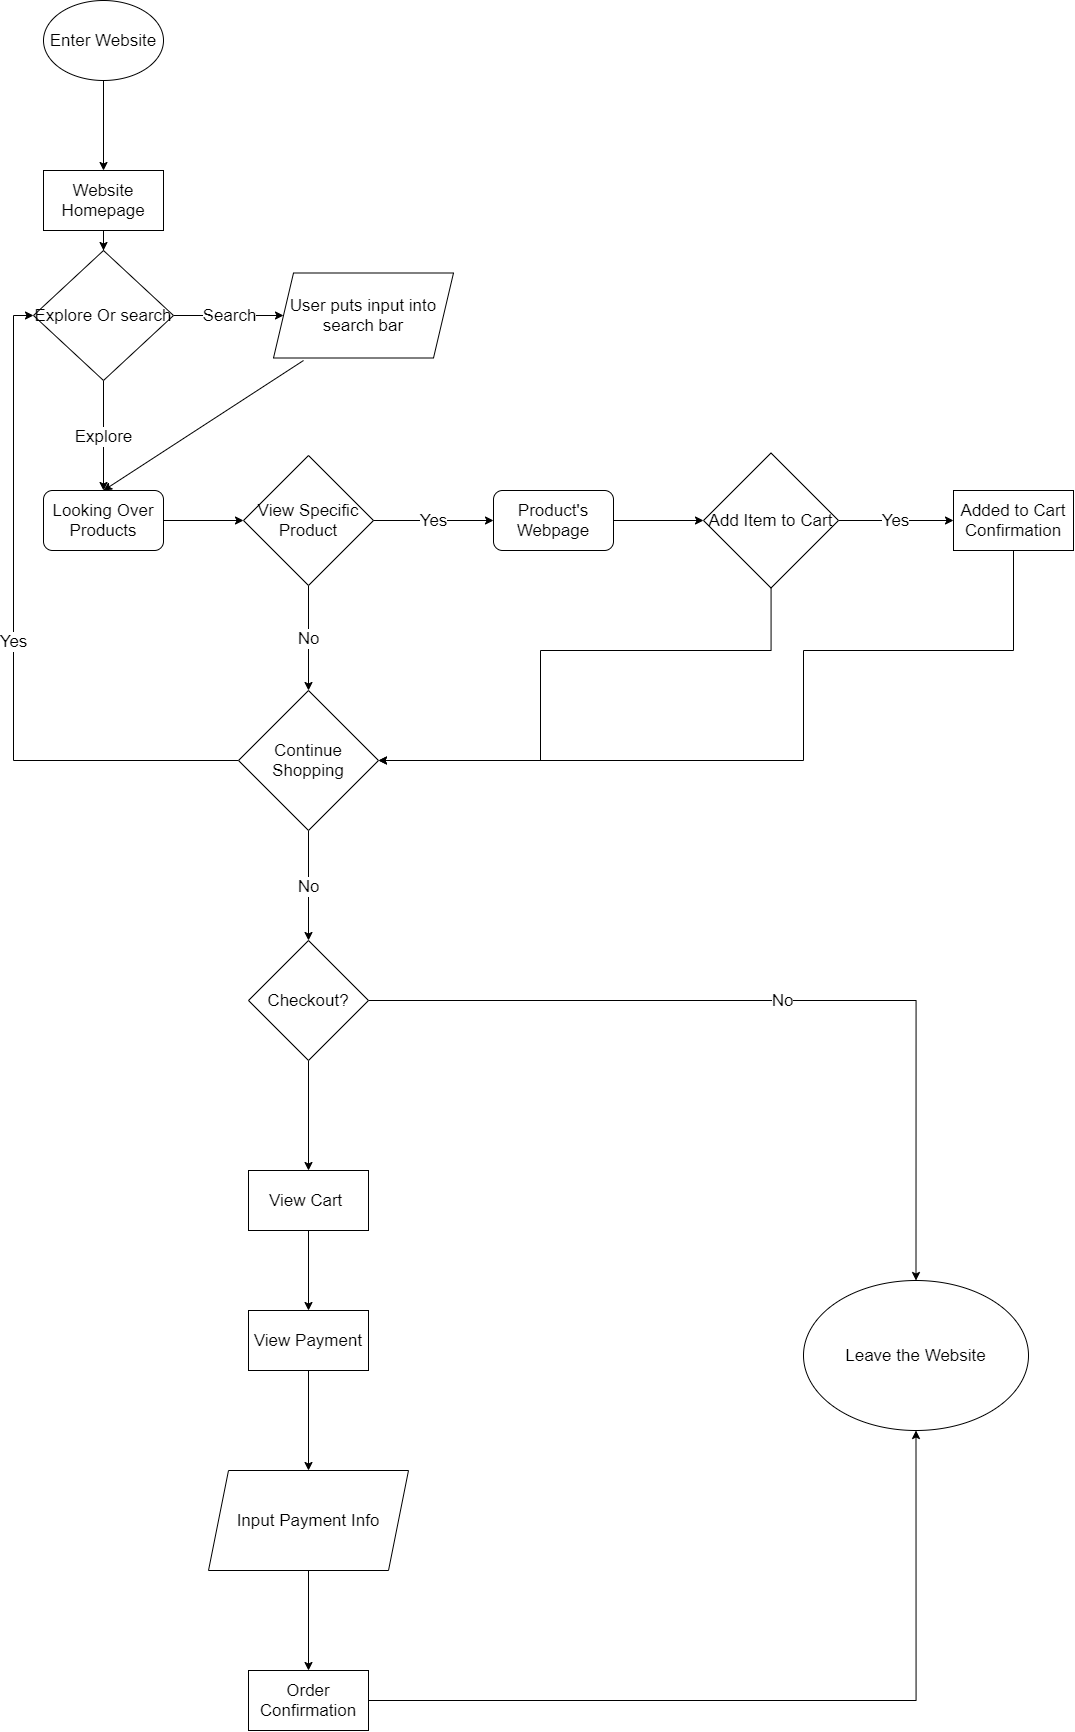 Enter Website
Website
Homepage
Explore Or search
Search
User puts input into
search bar
Explore
Looking Over
Products
View Specific
Product
Yes
Product's
Webpage
Add Item to Cart
Yes
Added to Cart
Confirmation
No
Yes
Continue
Shopping
No
Checkout?
No
View Cart
View Payment
Leave the Website
Input Payment Info
Order
Confirmation